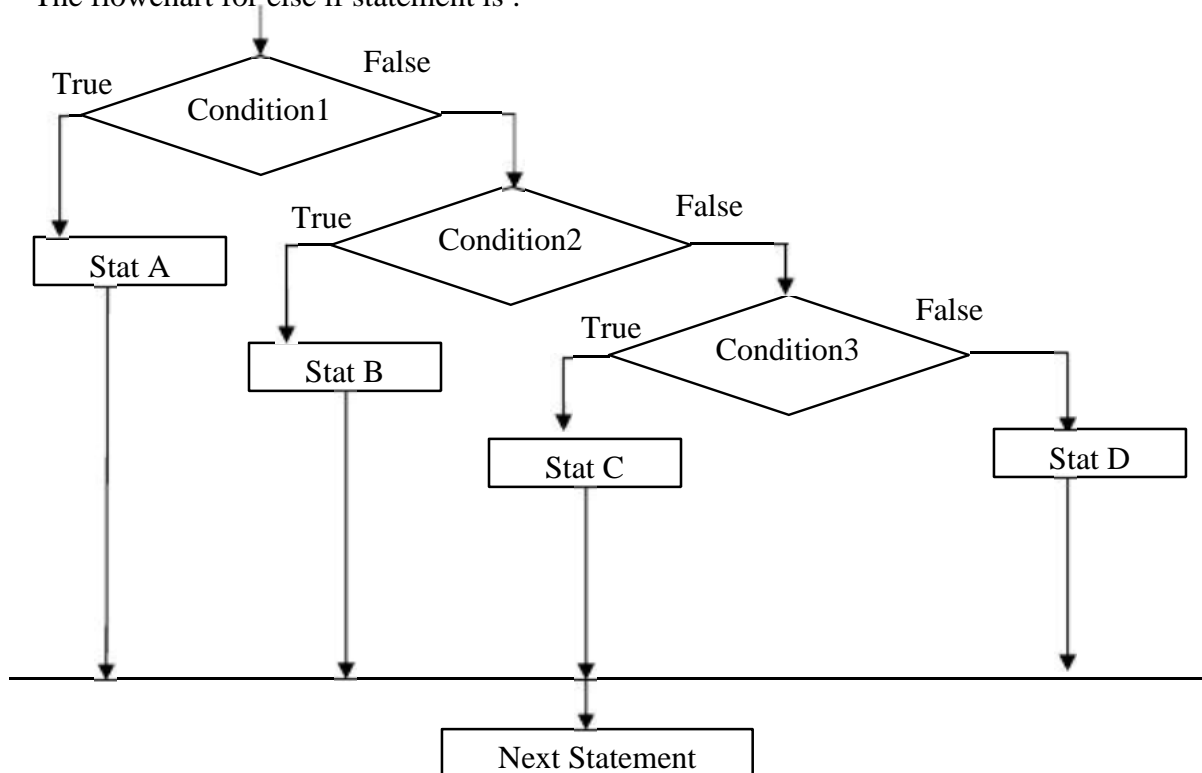 The flowchart for else if statement is :
False
True
Condition1
True
False
Condition2
Stat A
False
True
Condition3
Stat B
Stat C
Stat D
Next Statement